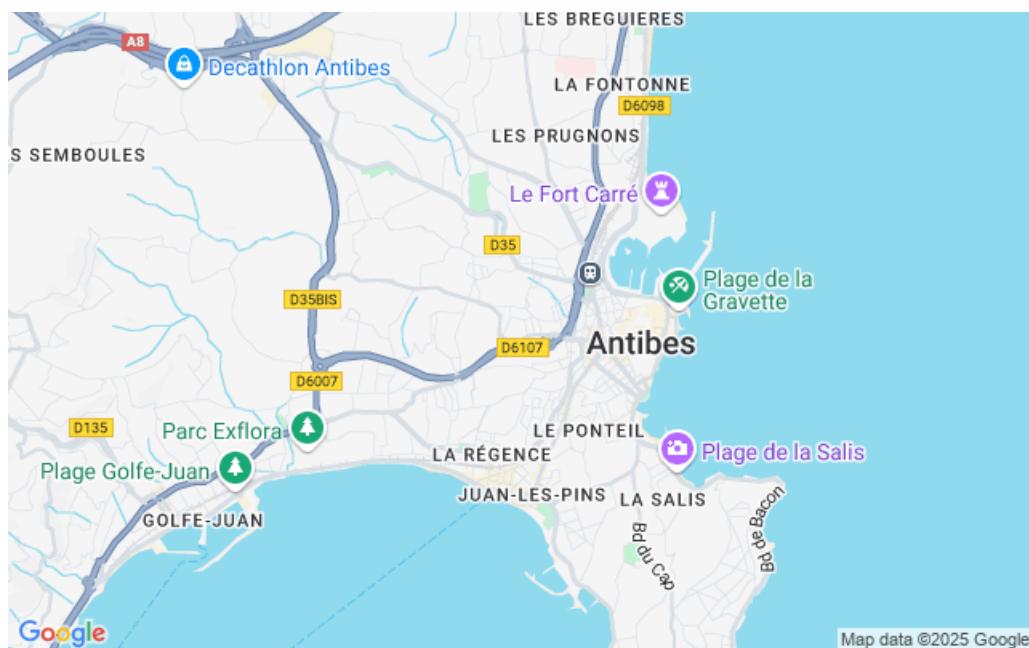 LES BREGUIERES
A8
Decathlon Antibes
LA FONTONNE
D6098
LES PRUGNONS
S SEMBOULES
Le Fort Carré
D35
Plage de la
Gravette
D35BIS
Antibes
D6107
D6007
D135
Parc Exflora
LE PONTEIL
LA RÉGENCE
Plage de la Salis
Plage Golfe-Juan
JUAN-LES-PINS
LA SALIS
GOLFE-JUAN
Bd de Bacon
Bd du Cap
Google
Map data ©2025 Google